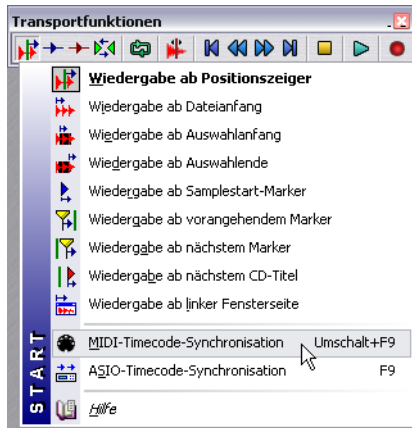 Transportfunktionen
Wiedergabe ab Positionszeiger
Wiedergabe ab Dateianfang
Wiedergabe ab Auswahlanfang
Wiedergabe ab Auswahlende
Wiedergabe ab Samplestart-Marker
Wiedergabe ab vorangehendem Marker
Wiedergabe ab nächstem Marker
Wiedergabe ab nächstem CD-Titel
Wiedergabe ab linker Fensterseite
MIDI-Timecode-Synchronisation Umschalt+F9
ASIO-Timecode-Synchronisation F9
Hilfe
START